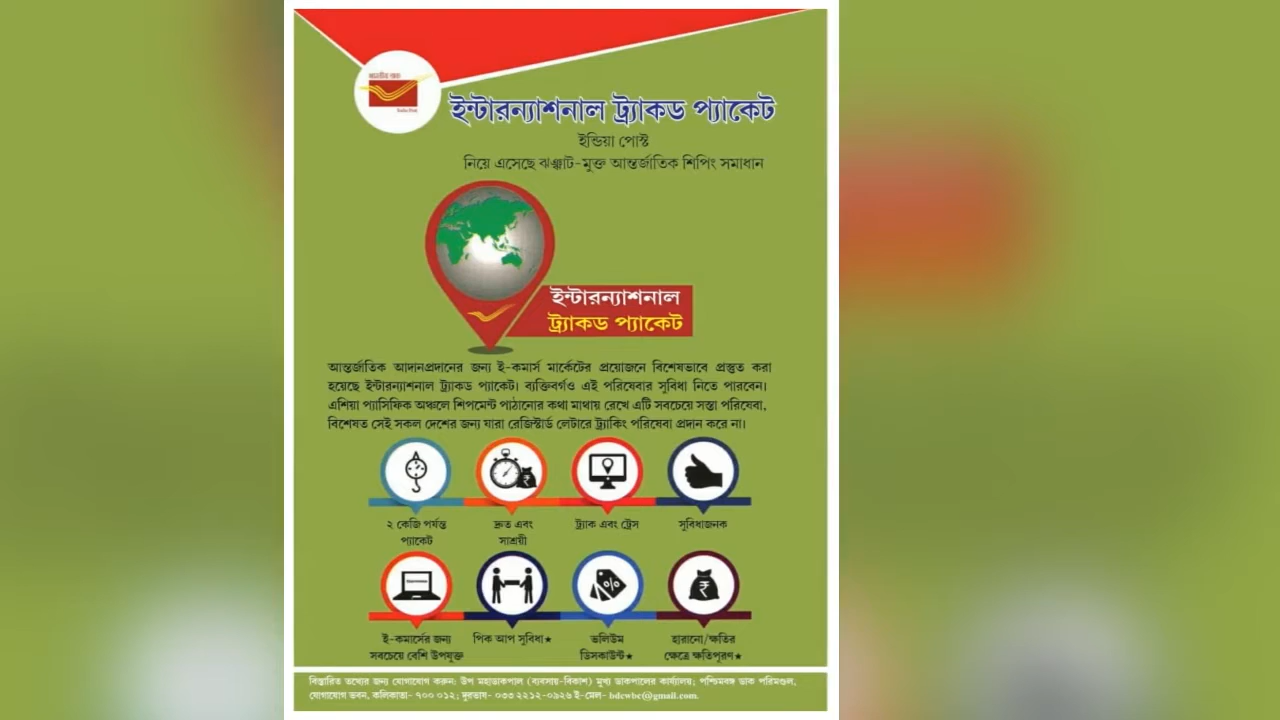 ইন্টারন্যাশনাল ট্র্যাকড প্যাকেট
ইন্ডিয়া পোস্ট
নিয়ে এসেছে ঝঞ্ঝাট-মুক্ত আন্তর্জাতিক শিপিং সমাধান
ইন্টারন্যাশনাল
ট্র্যাকড প্যাকেট
আন্তর্জাতিক আদানপ্রদানের জন্য ই-কমার্স মার্কেটের প্রয়োজনে বিশেষভাবে প্রস্তুত করা
হয়েছে ইন্টারন্যাশনাল ট্র্যাকড প্যাকেট। ব্যক্তিবর্গও এই পরিষেবার সুবিধা নিতে পারবেন।
এশিয়া প্যাসিফিক অঞ্চলে শিপমেন্ট পাঠানোর কথা মাথায় রেখে এটি সবচেয়ে সস্তা পরিষেবা,
বিশেষত সেই সকল দেশের জন্য যারা রেজিস্টার্ড লেটারে ট্র্যাকিং পরিষেবা প্রদান করে না।
২ কেজি পর্যন্ত
প্যাকেট
দ্রুত এবং
সাশ্রয়ী
ট্র্যাক এবং ট্রেস
সুবিধাজনক
ই-কমার্সের জন্য
সবচেয়ে বেশি উপযুক্ত
পিক আপ সুবিধা★
ভলিউম
ডিসকাউন্ট★
হারানো/ক্ষতির
ক্ষেত্রে ক্ষতিপূরণ★
বিস্তারিত তথ্যের জন্য যোগাযোগ করুন: উপ মহাডাকপাল (ব্যবসায়-বিকাশ) মুখ্য ডাকপালের কার্য্যালয়; পশ্চিমবঙ্গ ডাক পরিমণ্ডল,
যোগাযোগ ভবন, কলিকাতা- ৭০০ ০১২; দুরভাষ- ০৩৩ ২২১২-০৯২৬ ই-মেল- bdcwbc@gmail.com.